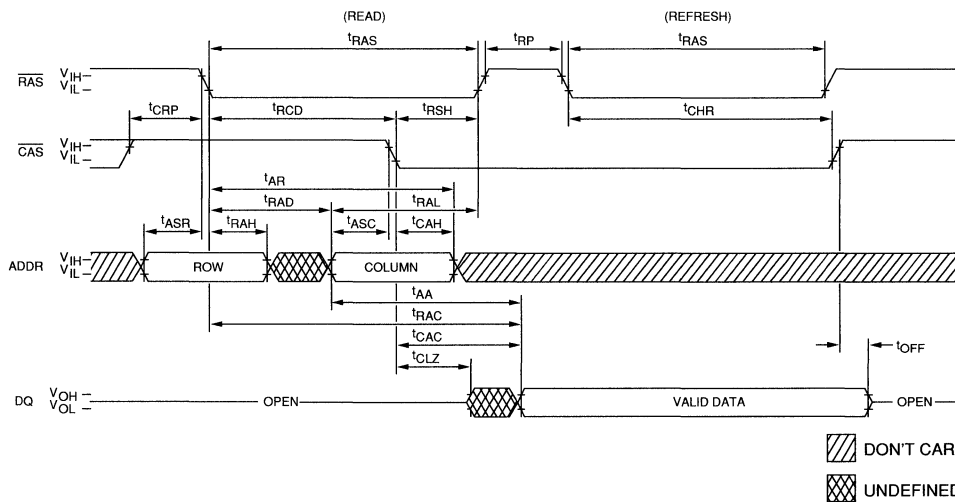 (READ) (REFRESH)
tRAS tRP tRAS
RAS VIH VIL
tCRP tRCD tRSH tCHR
CAS VIH VIL
tAR
tRAD tRAL
tASR tRAH tASC tCAH
ADDR VIH VIL ROW COLUMN
tAA
tRAC
tCAC
tCLZ tOFF
DQ VOH VOL OPEN VALID DATA OPEN
DON'T CAR
UNDEFINED